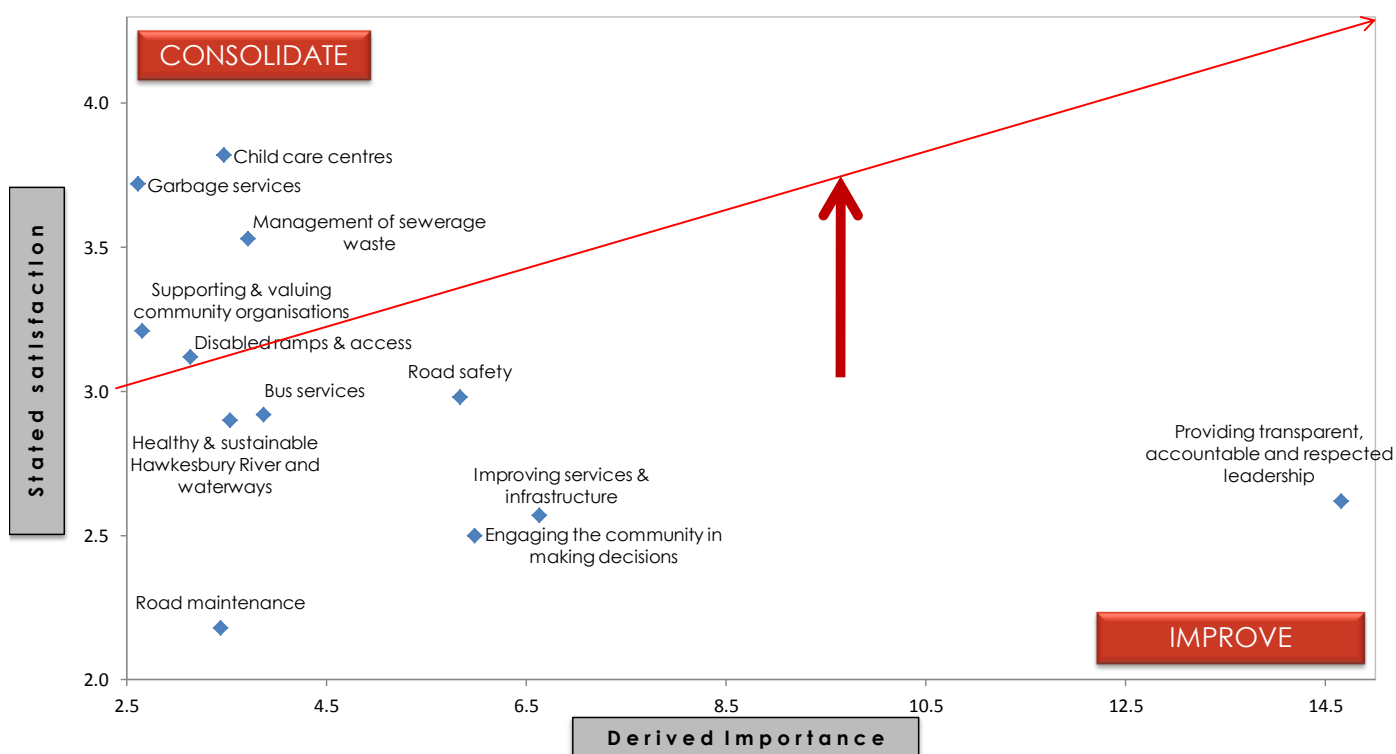 CONSOLIDATE
4.0
Child care centres
Garbage services
Management of sewerage
waste
3.5
Supporting & valuing
community organisations
Disabled ramps & access
Road safety
3.0
Bus services
Healthy & sustainable
Hawkesbury River and
waterways
Providing transparent,
accountable and respected
leadership
Improving services &
infrastructure
2.5
Engaging the community in
making decisions
Road maintenance
IMPROVE
2.0
2.5 4.5 6.5 8.5 10.5 12.5 14.5
Stated satisfaction
Derived Importance